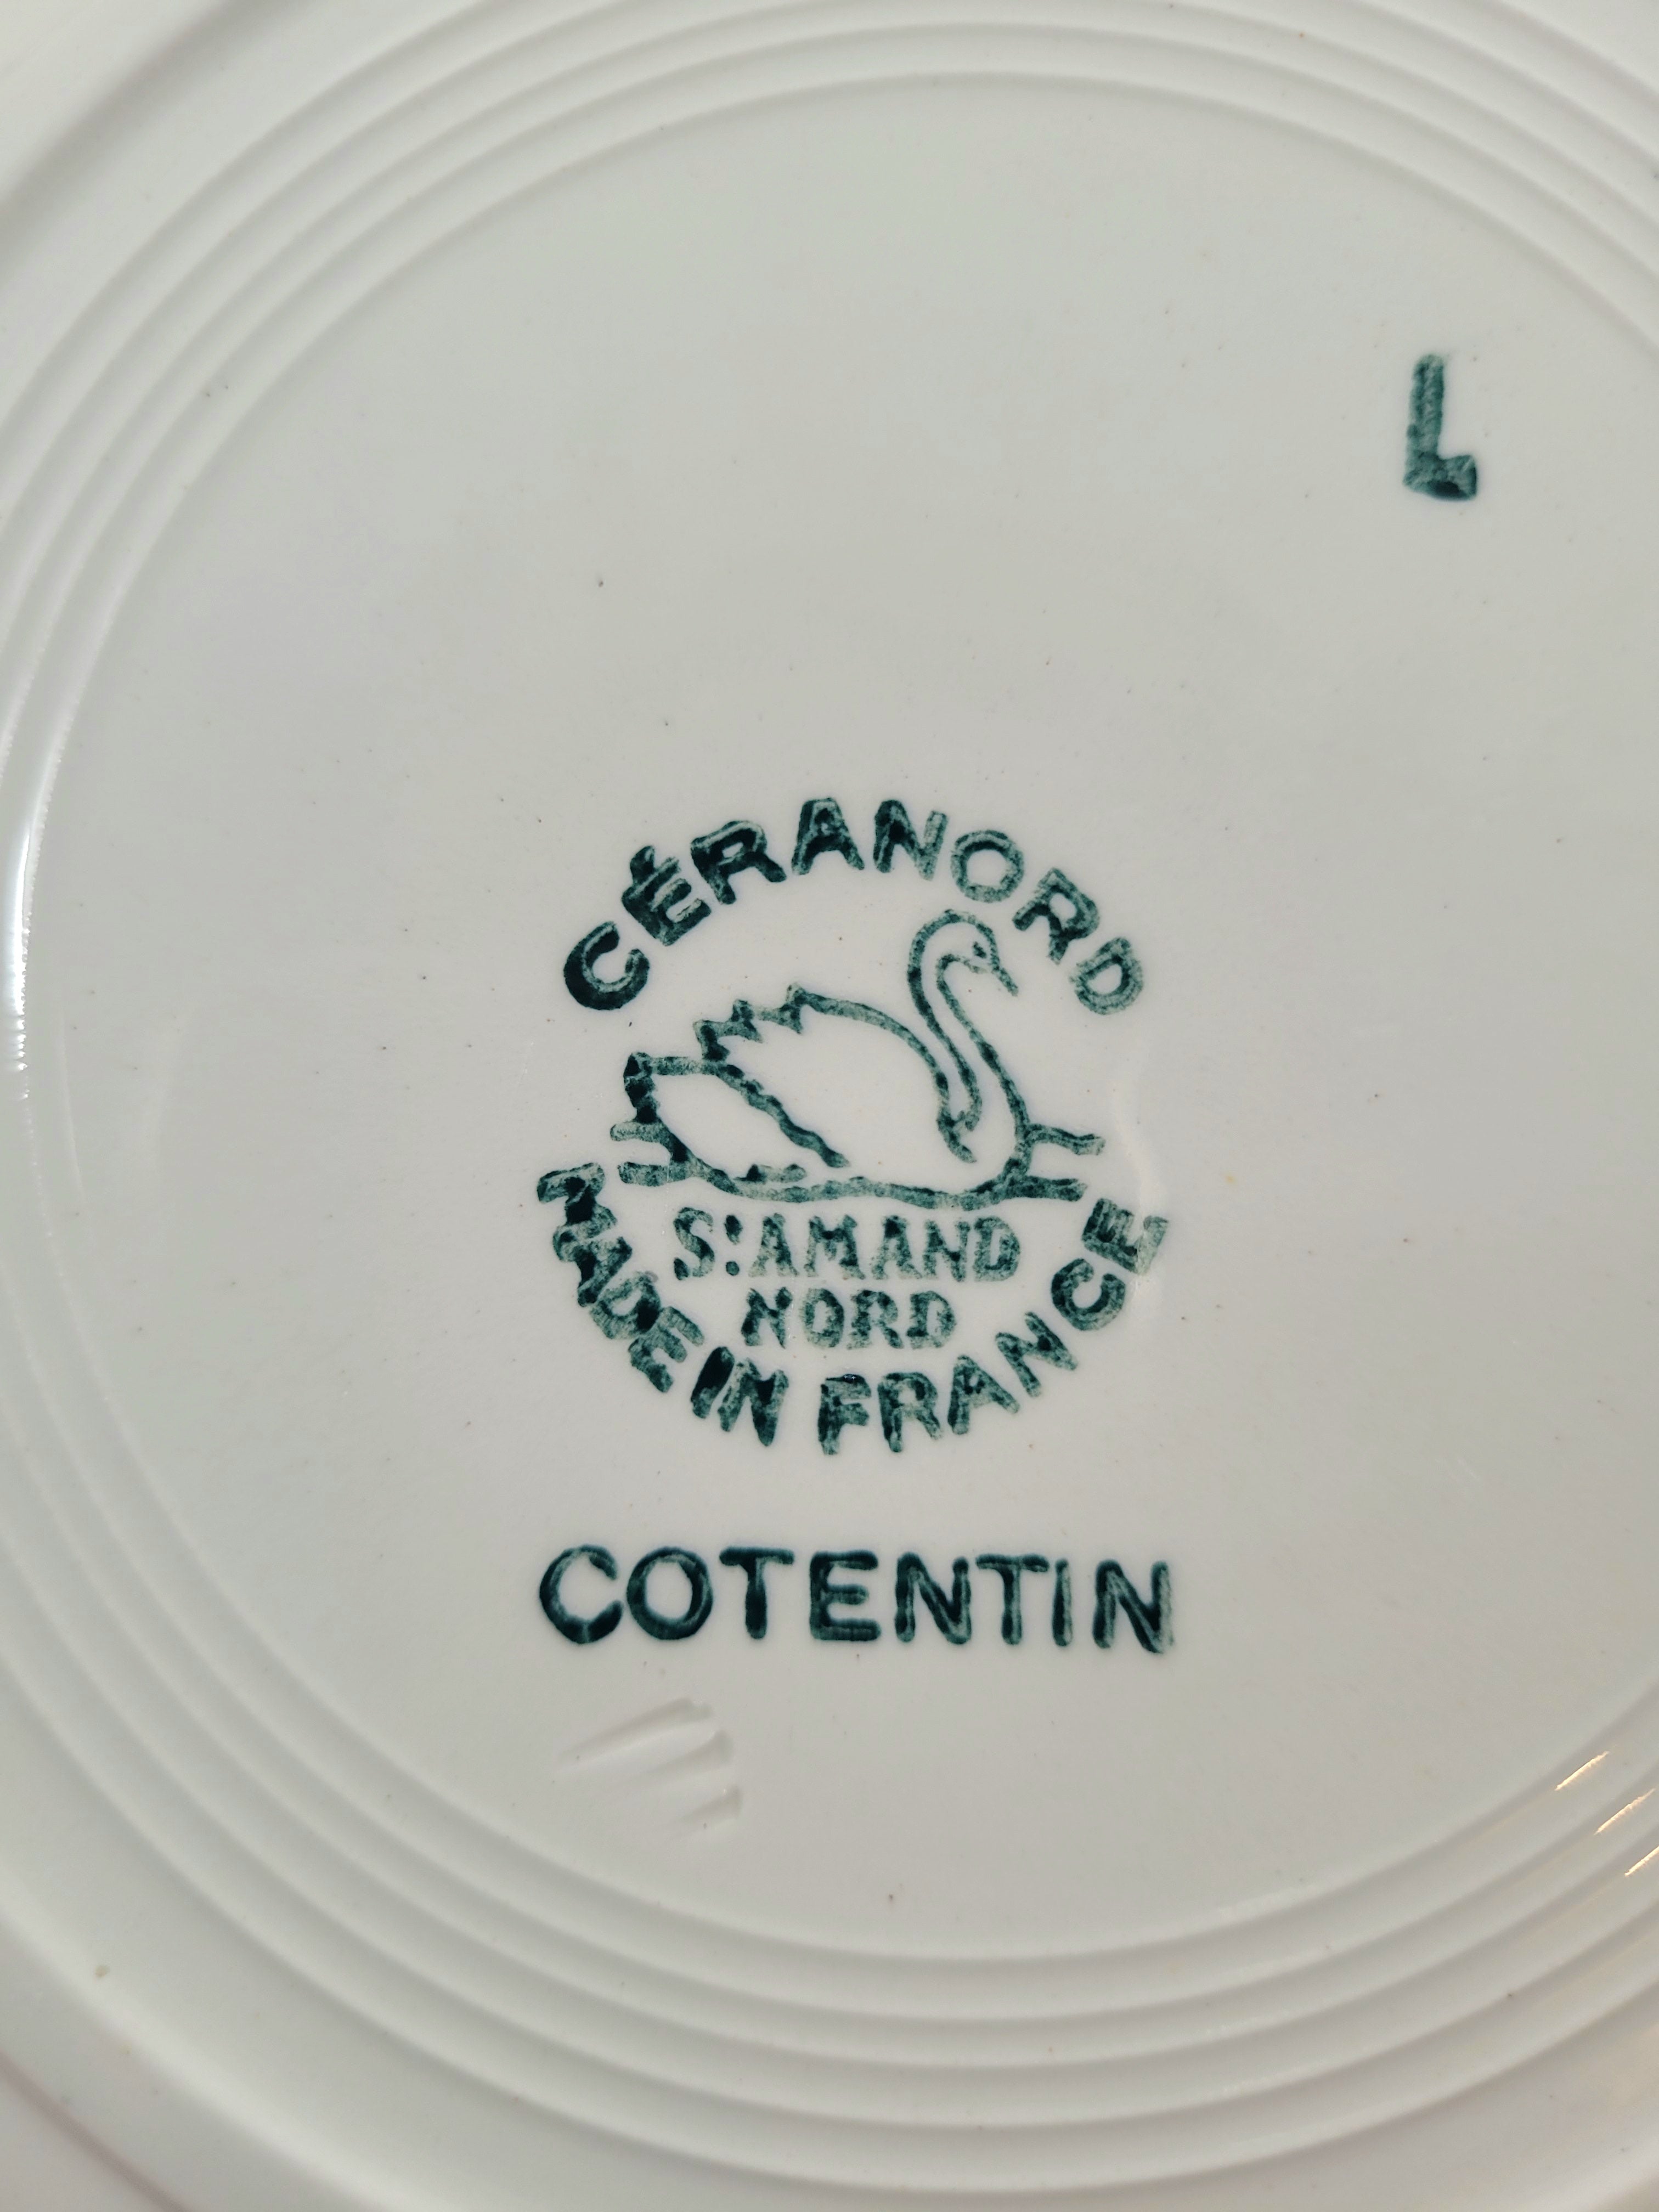 L
CÉRANORD
S! AMAND
NORD
MADE IN FRANCE
COTENTIN